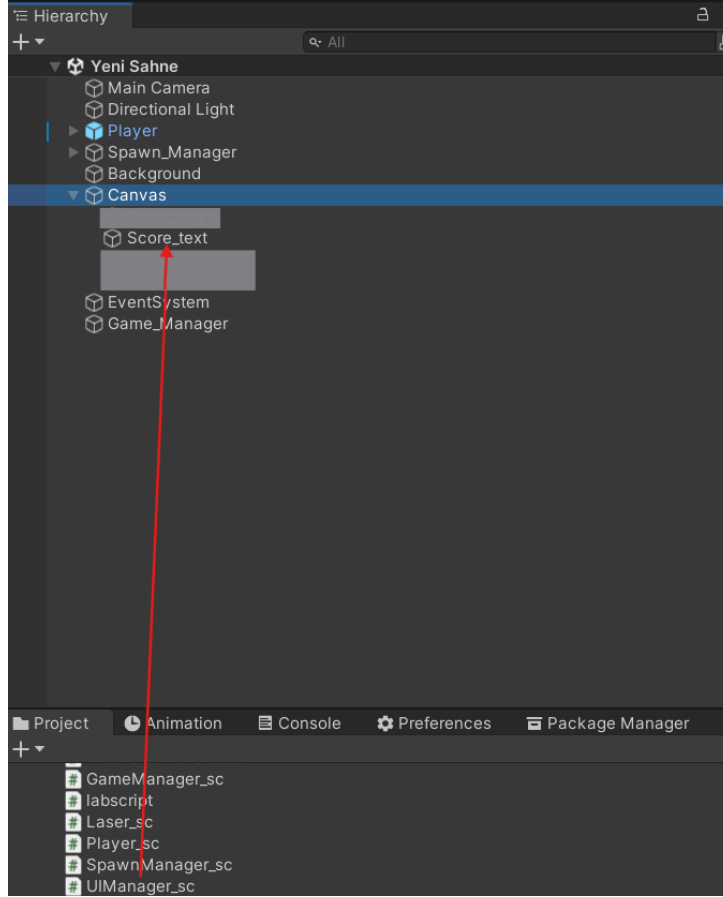 Hierarchy
All
Yeni Sahne
Main Camera
Directional Light
Player
Spawn_Manager
Background
Canvas
Score_text
EventSystem
Game_Manager
Project Animation Console Preferences Package Manager
GameManager_sc
labscript
Laser_sc
Player_sc
SpawnManager_sc
UIManager_sc